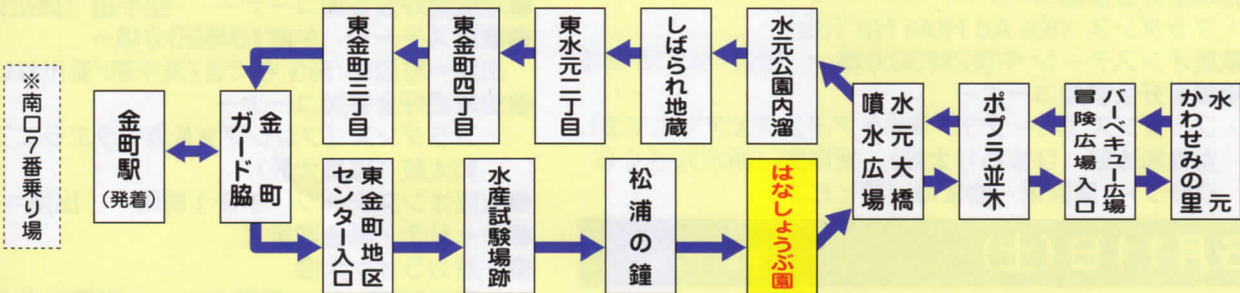 ※南口7番乗り場
金町駅
(発着)
金町
ガード脇
東金町三丁目
東金町四丁目
東水元二丁目
しばられ地蔵
水元公園内溜
水元大橋
噴水広場
ポプラ並木
バーベキュー広場
冒険広場入口
水元
かわせみの里
東金町地区
センター入口
水産試験場跡
松浦の鐘
はなしょうぶ園